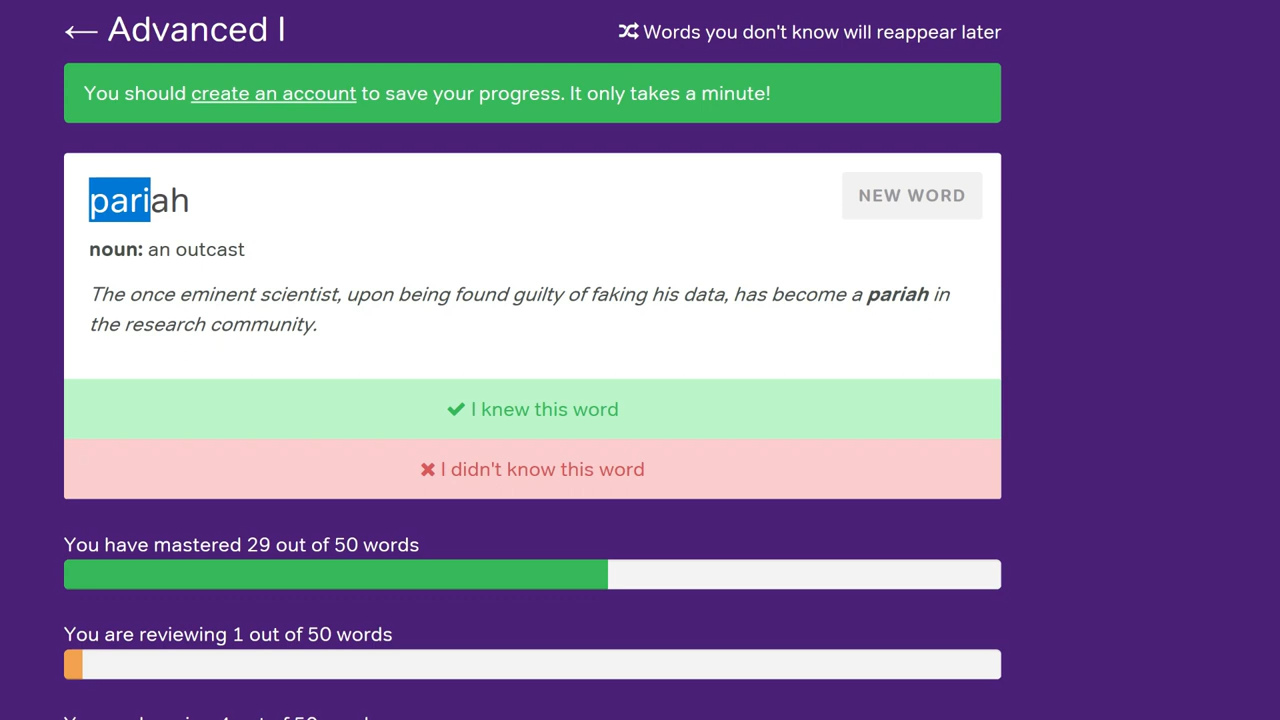 ← Advanced I
Words you don't know will reappear later
You should create an account to save your progress. It only takes a minute!
pariah
NEW WORD
noun: an outcast
The once eminent scientist, upon being found guilty of faking his data, has become a pariah in
the research community.
I knew this word
I didn't know this word
You have mastered 29 out of 50 words
You are reviewing 1 out of 50 words